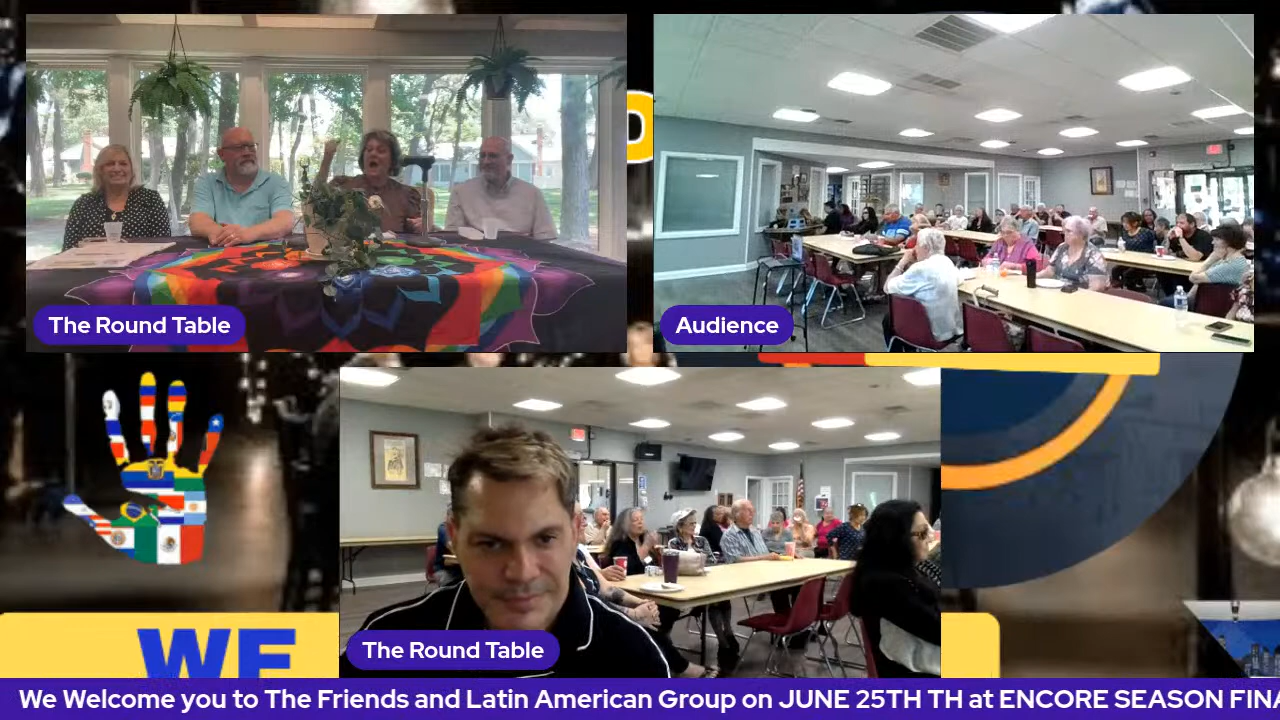 The Round Table
Audience
The Round Table
WE
We Welcome you to The Friends and Latin American Group on JUNE 25TH TH at ENCORE SEASON